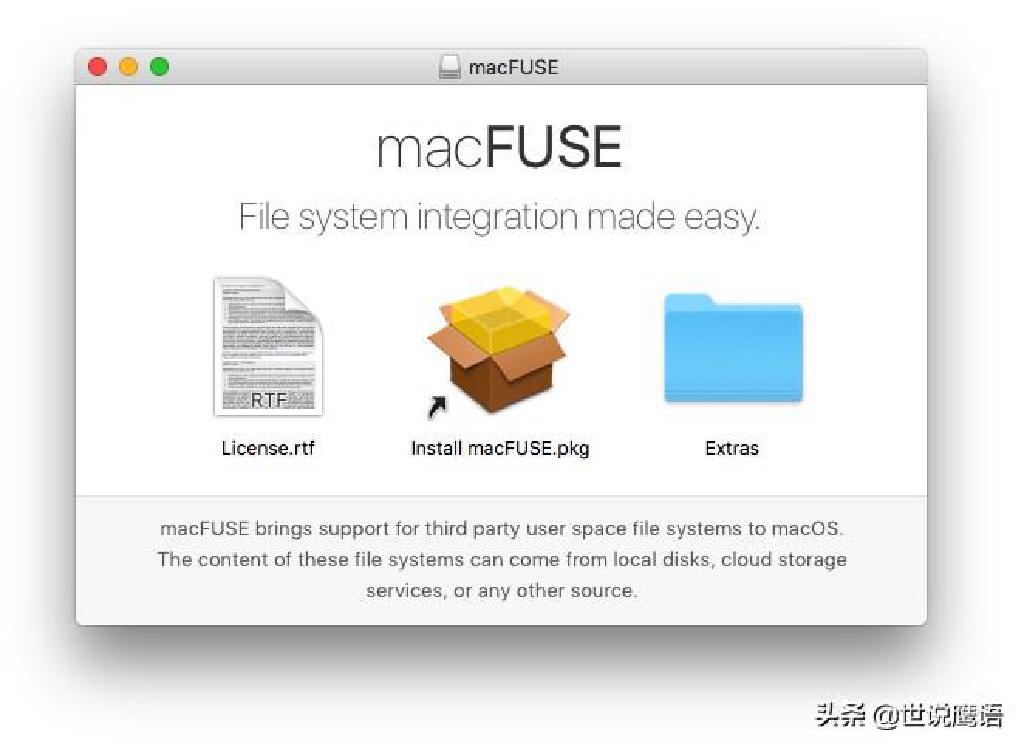 macFUSE
macFUSE
File system integration made easy.
RTF
License.rtf
Install macFUSE.pkg
Extras
macFUSE brings support for third party user space file systems to macOS.
The content of these file systems can come from local disks, cloud storage
services, or any other source.
头条 @世说鹰语